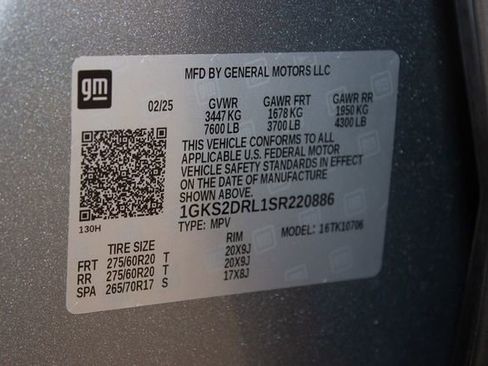 gm
MFD BY GENERAL MOTORS LLC
02/25 GVWR GAWR FRT GAWR RR
3447 KG 1678 KG 1950 KG
7600 LB 3700 LB 4300 LB
THIS VEHICLE CONFORMS TO ALL
APPLICABLE U.S. FEDERAL MOTOR
VEHICLE SAFETY STANDARDS IN EFFECT
ON THE DATE OF MANUFACTURE
SHOWN ABOVE.
1GKS2DRL1SR220886
130H
TYPE: MPV MODEL: 16TK10706
TIRE SIZE RIM
FRT 275/60R20 T 20X9J
RR 275/60R20 T 20X9J
SPA 265/70R17 S 17X8J